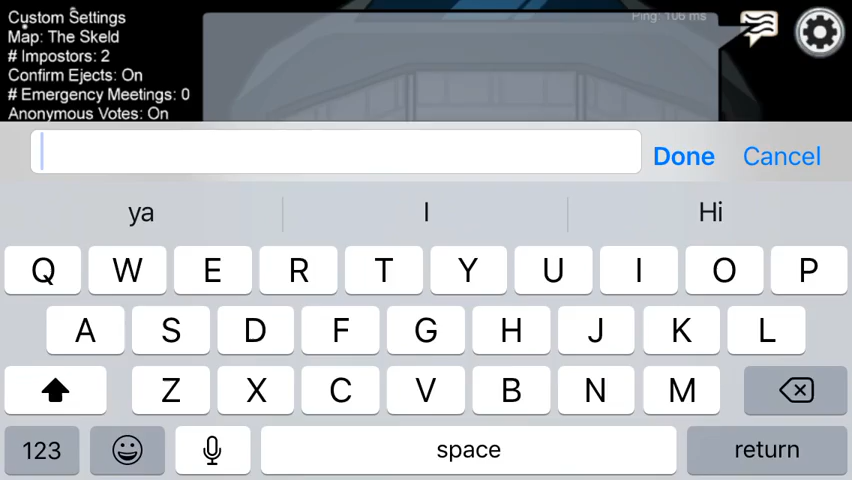 Custom Settings
Map: The Skeld
# Impostors: 2
Confirm Ejects: On
# Emergency Meetings: 0
Anonymous Votes: On
Ping: 106 ms
Done Cancel
ya I Hi
Q W E R T Y U I O P
A S D F G H J K L
Z X C V B N M
123 space return